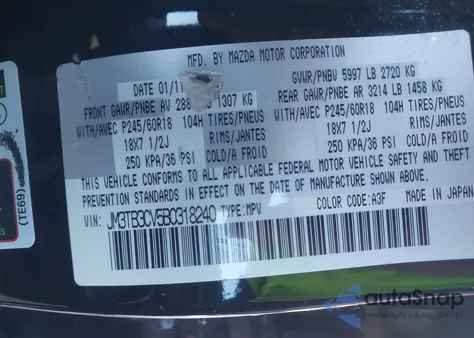 MFD. BY MAZDA MOTOR CORPORATION
DATE 01/11 GVWR/PNBV 5997 LB 2720 KG
FRONT GAWR/PNBE AV 288 1307 KG REAR GAWR/PNBE AR 3214 LB 1458 KG
WITH/AVEC P245/60R18 104H TIRES/PNEUS WITH/AVEC P245/60R18 104H TIRES/PNEUS
18X7 1/2J RIMS/JANTES 18X7 1/2J RIMS/JANTES
250 KPA/36 PSI COLD/A FROID 250 KPA/36 PSI COLD/A FROID
THIS VEHICLE CONFORMS TO ALL APPLICABLE FEDERAL MOTOR VEHICLE SAFETY AND THEFT
PREVENTION STANDARDS IN EFFECT ON THE DATE OF MANUFACTURE SHOWN ABOVE.
VIN: JM3TB3CV5B0318240 TYPE: MPV COLOR CODE: A3F MADE IN JAPAN
(TE69)
autoSnap